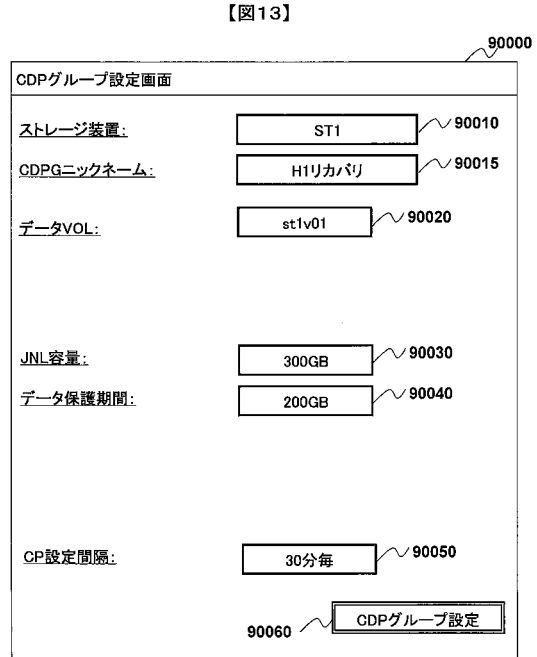 【図13】
90000
CDPグループ設定画面
ストレージ装置: ST1 90010
CDPGニックネーム: H1リカバリ 90015
データVOL: st1v01 90020
JNL容量: 300GB 90030
データ保護期間: 200GB 90040
CP設定間隔: 30分毎 90050
90060 CDPグループ設定